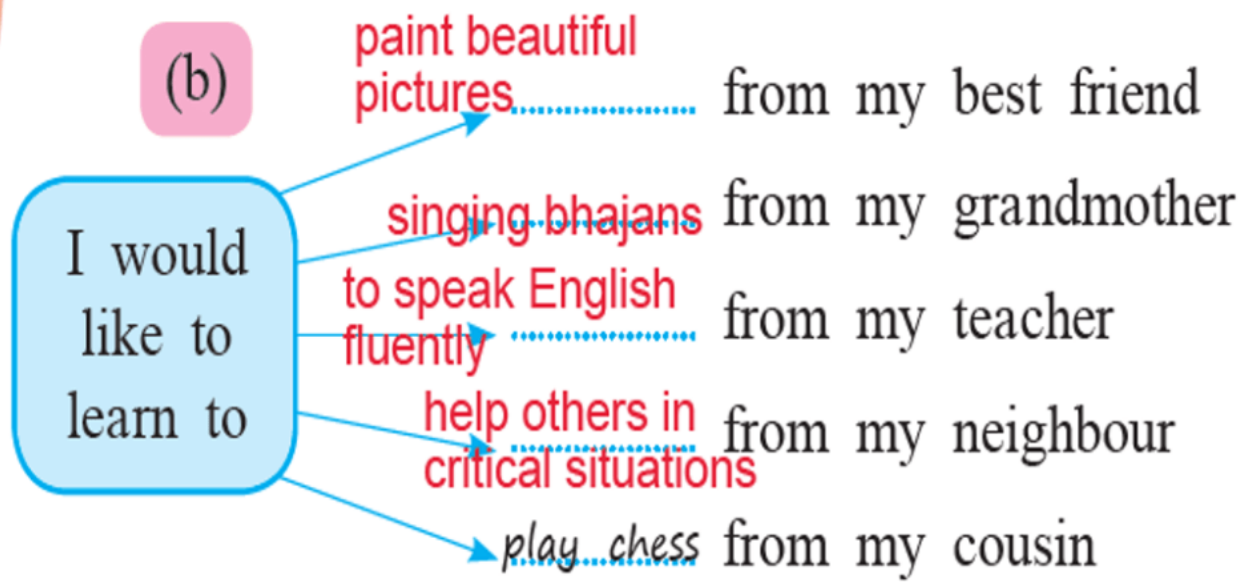 (b)
paint beautiful
pictures from my best friend
singing bhajans from my grandmother
I would
like to
learn to
to speak English
fluently from my teacher
help others in
critical situations from my neighbour
play chess from my cousin